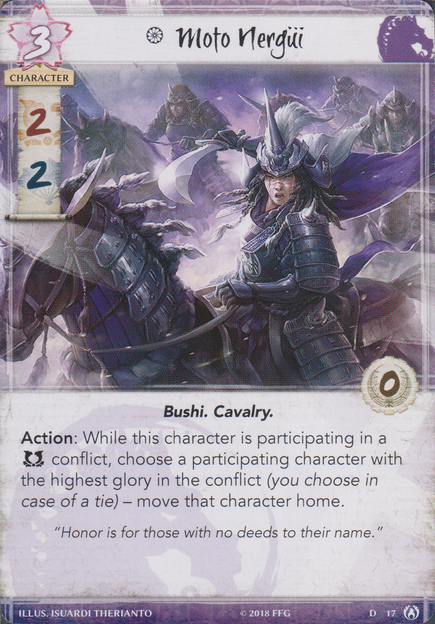 3
Moto Nergüi
CHARACTER
2
2
0
Bushi. Cavalry.
Action: While this character is participating in a
conflict, choose a participating character with
the highest glory in the conflict (you choose in
case of a tie) – move that character home.
“Honor is for those with no deeds to their name.”
ILLUS. ISUARDI THERIANTO © 2018 FFG D 17